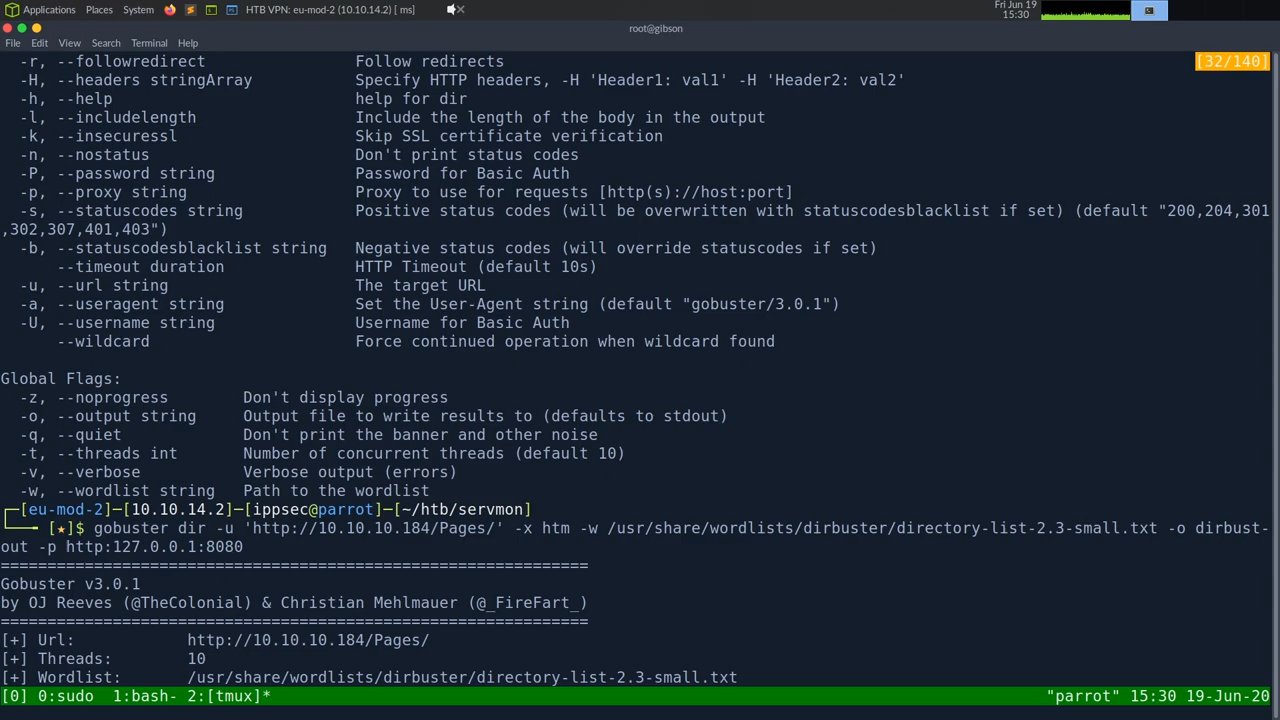 Applications Places System HTB VPN: eu-mod-2 (10.10.14.2) [ ms] Fri Jun 19
15:30
root@gibson
File Edit View Search Terminal Help
-r, --followredirect Follow redirects [32/140]
-H, --headers stringArray Specify HTTP headers, -H 'Header1: val1' -H 'Header2: val2'
-h, --help help for dir
-l, --includelength Include the length of the body in the output
-k, --insecuressl Skip SSL certificate verification
-n, --nostatus Don't print status codes
-P, --password string Password for Basic Auth
-p, --proxy string Proxy to use for requests [http(s)://host:port]
-s, --statuscodes string Positive status codes (will be overwritten with statuscodesblacklist if set) (default "200,204,301
,302,307,401,403")
-b, --statuscodesblacklist string Negative status codes (will override statuscodes if set)
--timeout duration HTTP Timeout (default 10s)
-u, --url string The target URL
-a, --useragent string Set the User-Agent string (default "gobuster/3.0.1")
-U, --username string Username for Basic Auth
--wildcard Force continued operation when wildcard found
Global Flags:
-z, --noprogress Don't display progress
-o, --output string Output file to write results to (defaults to stdout)
-q, --quiet Don't print the banner and other noise
-t, --threads int Number of concurrent threads (default 10)
-v, --verbose Verbose output (errors)
-w, --wordlist string Path to the wordlist
┌─[eu-mod-2]─[10.10.14.2]─[ippsec@parrot]─[~/htb/servmon]
└──╼ [★]$ gobuster dir -u 'http://10.10.10.184/Pages/' -x htm -w /usr/share/wordlists/dirbuster/directory-list-2.3-small.txt -o dirbust-
out -p http:127.0.0.1:8080
===============================================================
Gobuster v3.0.1
by OJ Reeves (@TheColonial) & Christian Mehlmauer (@_FireFart_)
===============================================================
[+] Url: http://10.10.10.184/Pages/
[+] Threads: 10
[+] Wordlist: /usr/share/wordlists/dirbuster/directory-list-2.3-small.txt
[0] 0:sudo 1:bash- 2:[tmux]* "parrot" 15:30 19-Jun-20